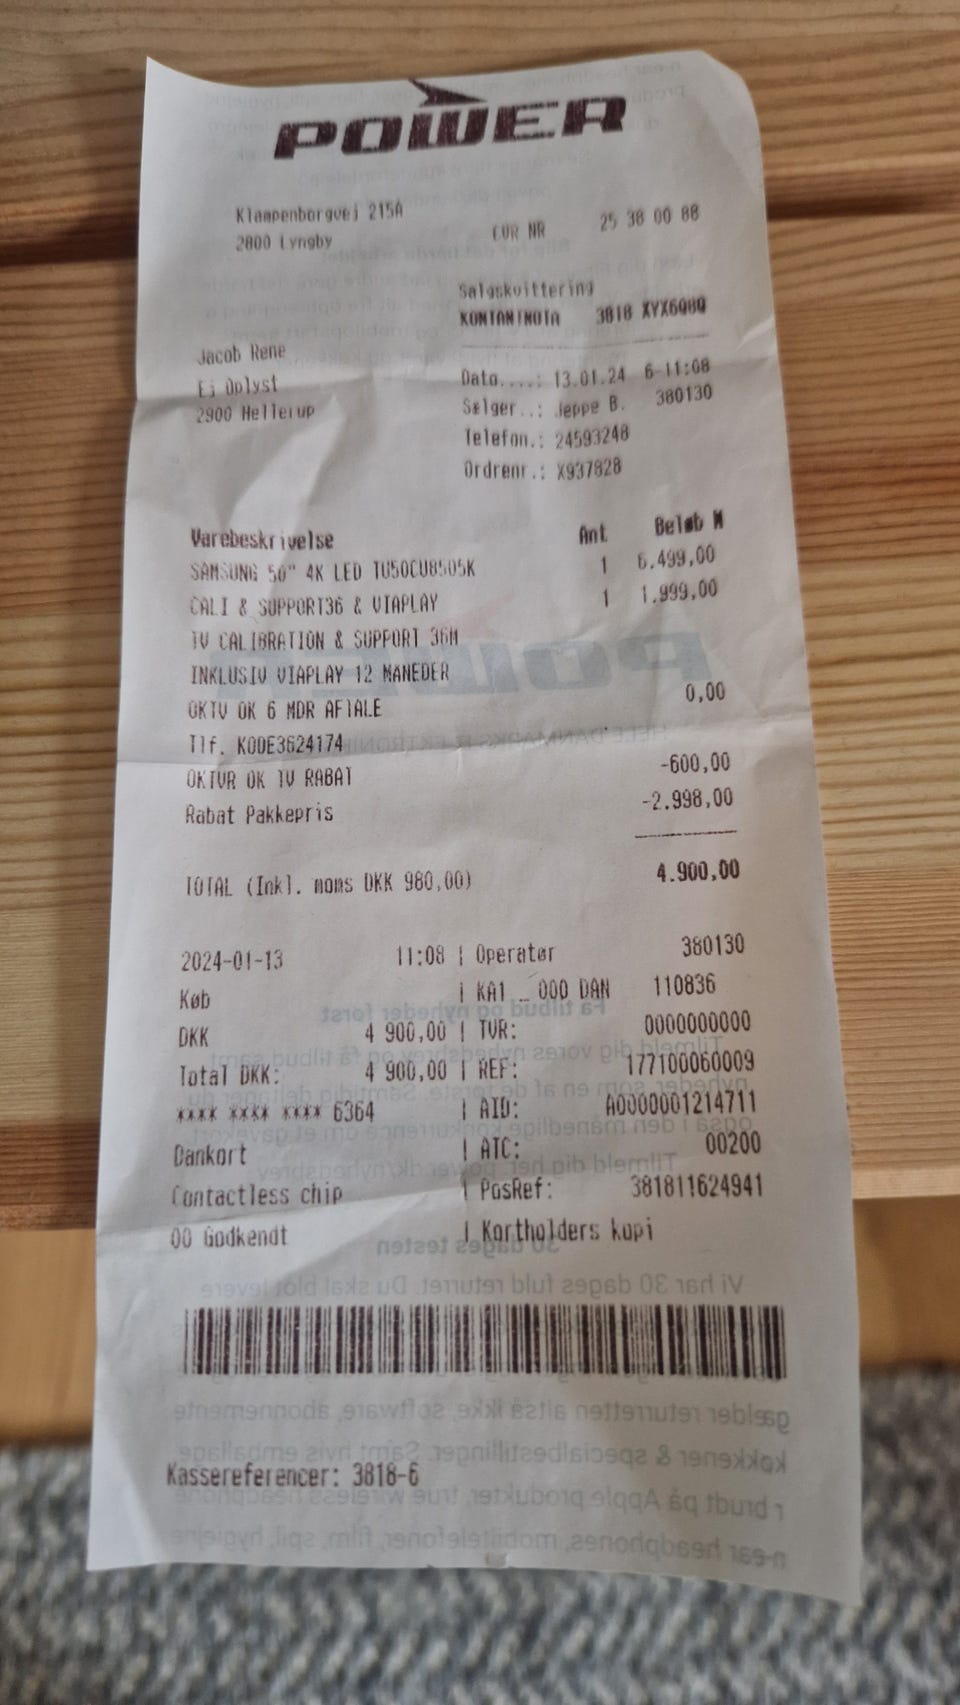 POWER
Klampenborgvej 215A
2800 Lyngby CVR NR 25 38 00 88
Salgskvittering
KONTANTNOTA 3818 XYX6Q8Q
Jacob Rene
Ej Oplyst
2900 Hellerup
Dato....: 13.01.24 6-11:08
Sælger..: Jeppe B. 380130
Telefon.: 24593248
Ordrenr.: X937828
Varebeskrivelse Ant Beløb M
SAMSUNG 50" 4K LED TU50CU8505K 1 6.499,00
CALI & SUPPORT36 & VIAPLAY 1 1.999,00
TV CALIBRATION & SUPPORT 36M
INKLUSIV VIAPLAY 12 MÅNEDER
OKTV OK 6 MDR AFTALE 0,00
Tlf. KODE3624174
OKTVR OK TV RABAT -600,00
Rabat Pakkepris -2.998,00
TOTAL (Inkl. moms DKK 980,00) 4.900,00
2024-01-13 11:08 | Operatør 380130
Køb | KA1 _ 000 DAN 110836
DKK 4 900,00 | TVR: 0000000000
Total DKK: 4 900,00 | REF: 177100060009
**** **** **** 6364 | AID: A0000001214711
Dankort | ATC: 00200
Contactless chip | PosRef: 381811624941
00 Godkendt | Kortholders kopi
Kassereferencer: 3818-6